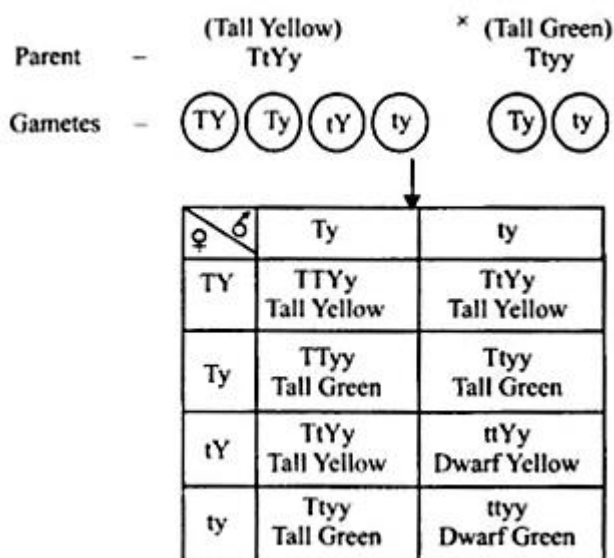 (Tall Yellow) × (Tall Green)
Parent – TtYy Ttyy
Gametes – TY Ty tY ty Ty ty
♀ ♂ Ty ty
TY TTYy TtYy
Tall Yellow Tall Yellow
Ty TTyy Ttyy
Tall Green Tall Green
tY TtYy ttYy
Tall Yellow Dwarf Yellow
ty Ttyy ttyy
Tall Green Dwarf Green